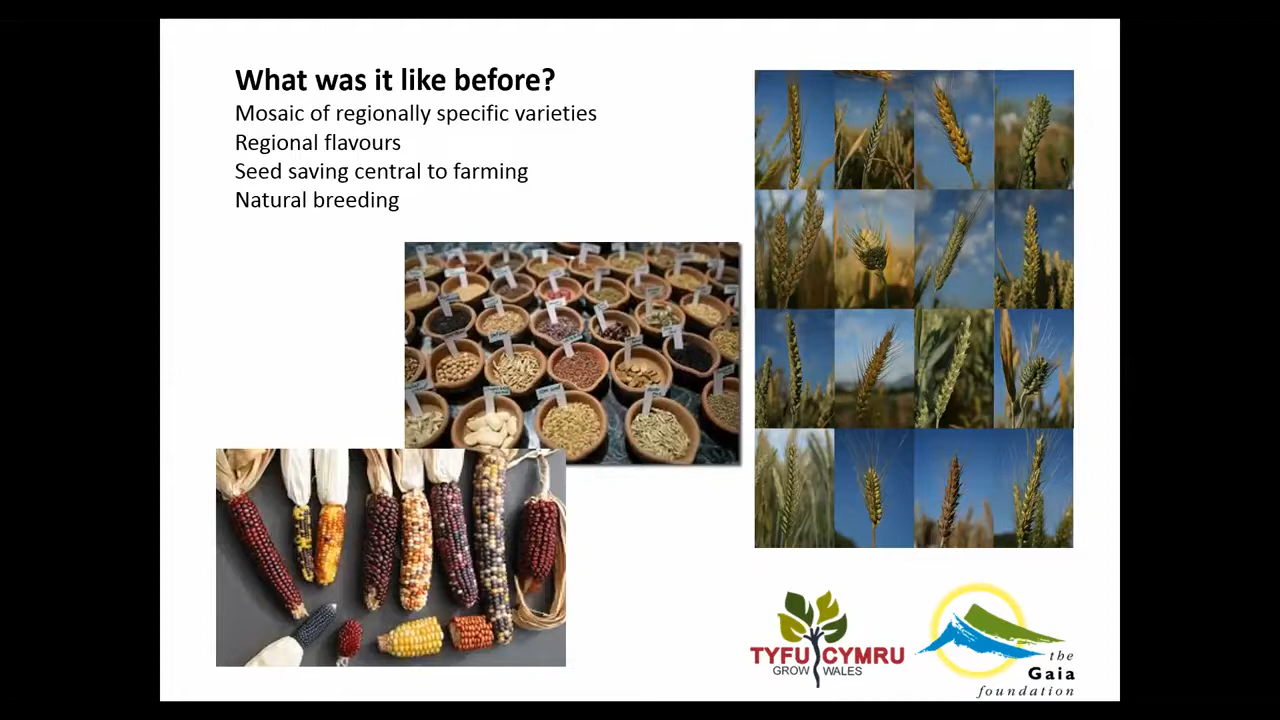 What was it like before?
Mosaic of regionally specific varieties
Regional flavours
Seed saving central to farming
Natural breeding
TYFU CYMRU
GROW WALES
the
Gaia
foundation